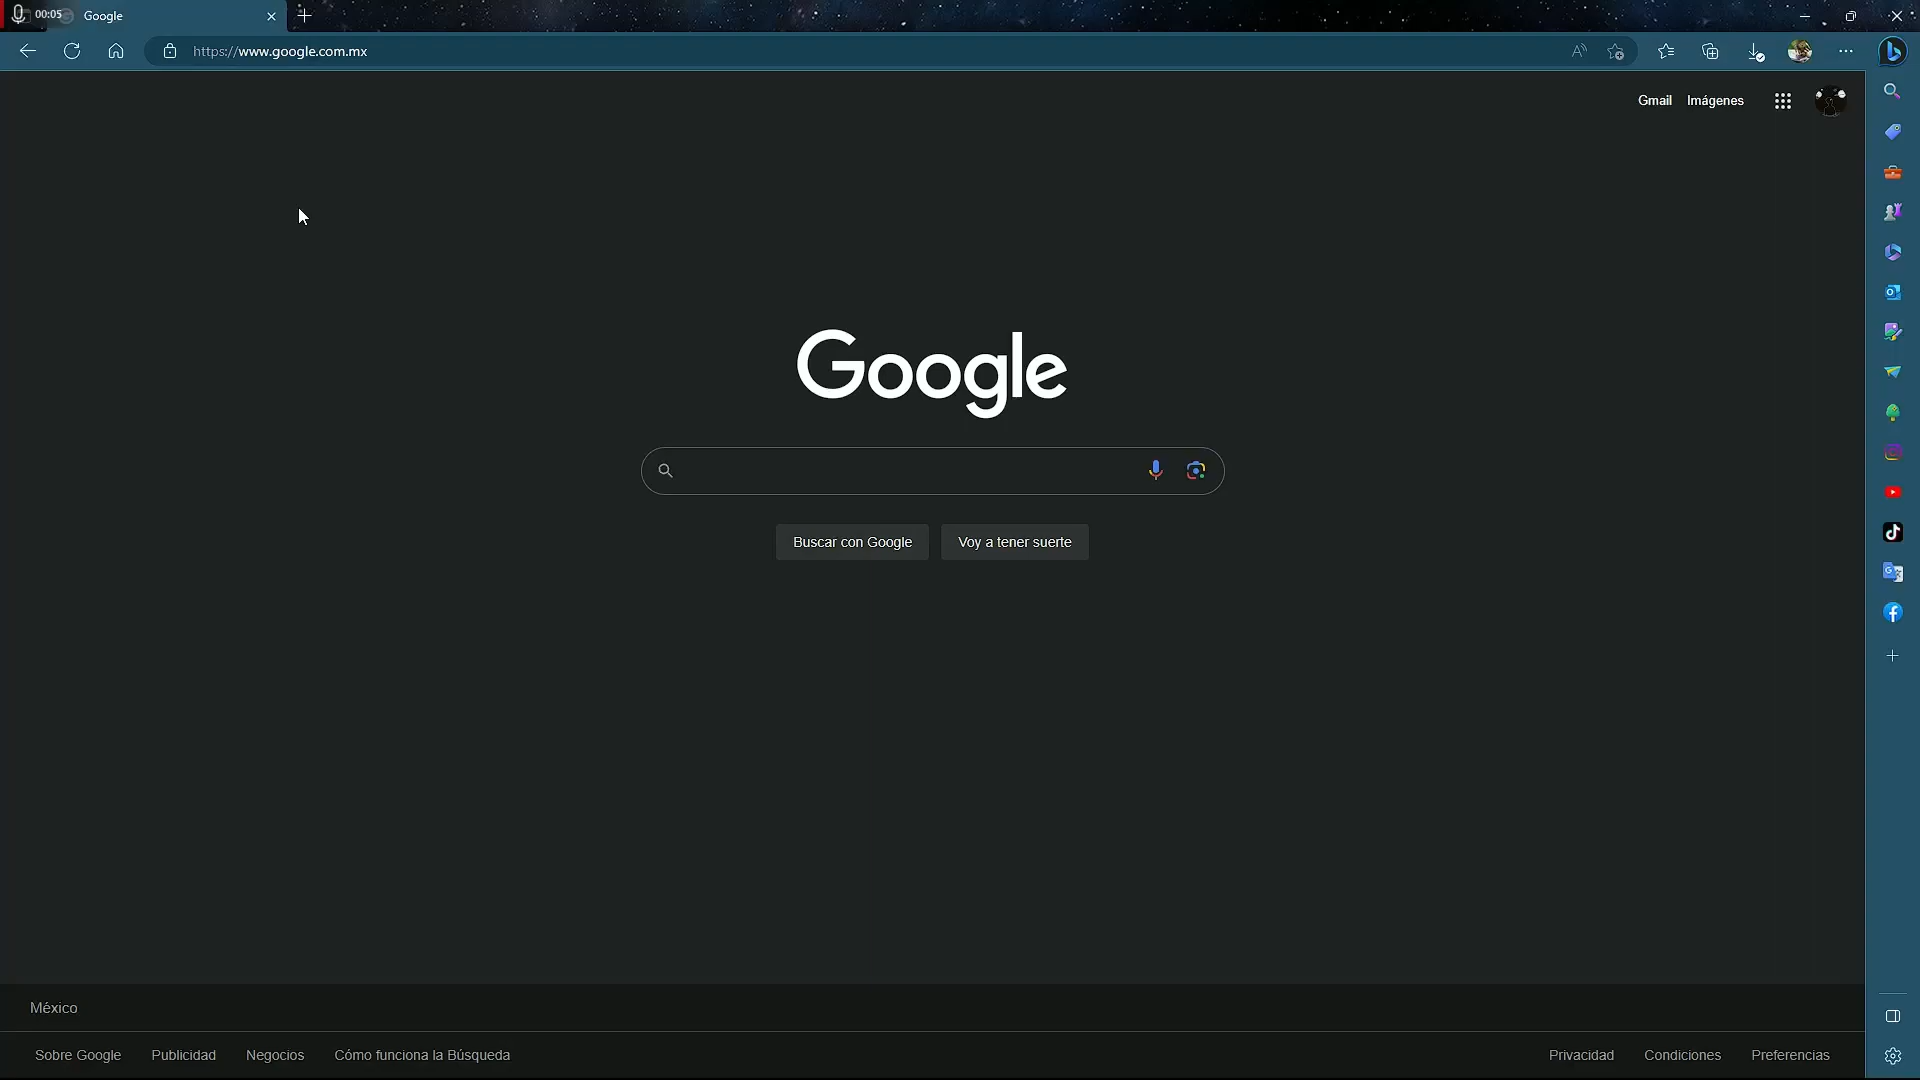 00:05 Google
https://www.google.com.mx
Gmail Imágenes
Google
Buscar con Google Voy a tener suerte
México
Sobre Google Publicidad Negocios Cómo funciona la Búsqueda Privacidad Condiciones Preferencias